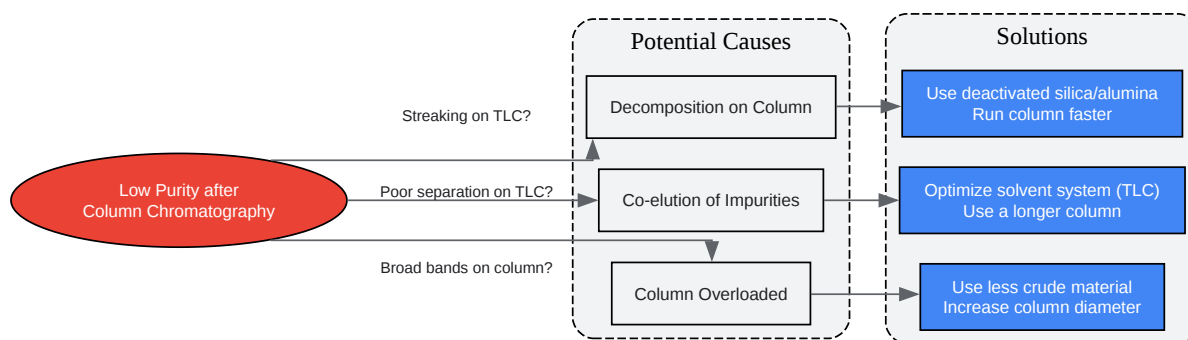 Potential Causes
Solutions
Streaking on TLC?
Decomposition on Column
Use deactivated silica/alumina
Run column faster
Low Purity after
Column Chromatography
Poor separation on TLC?
Co-elution of Impurities
Optimize solvent system (TLC)
Use a longer column
Broad bands on column?
Column Overloaded
Use less crude material
Increase column diameter